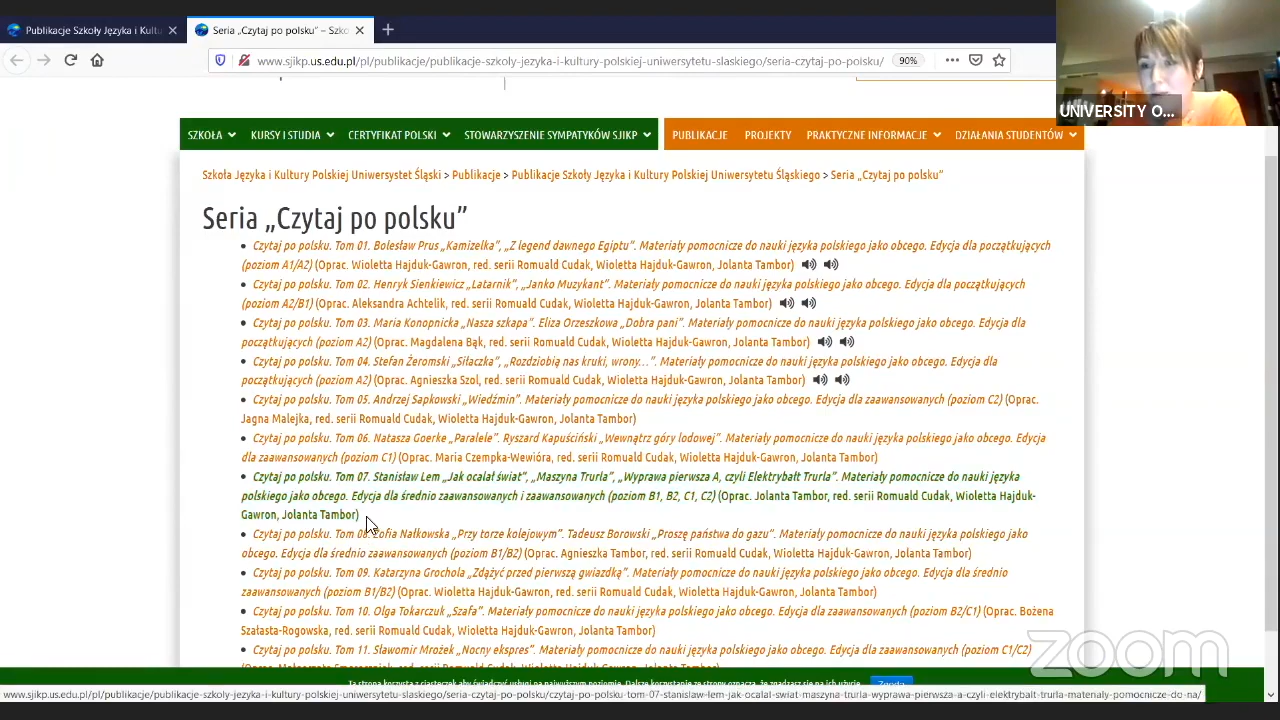 Publikacje Szkoły Języka i Kultu
Seria „Czytaj po polsku” – Szko
www.sjikp.us.edu.pl/pl/publikacje/publikacje-szkoly-jezyka-i-kultury-polskiej-uniwersytetu-slaskiego/seria-czytaj-po-polsku/
90%
UNIVERSITY O...
SZKOŁA KURSY I STUDIA CERTYFIKAT POLSKI STOWARZYSZENIE SYMPATYKÓW SJIKP PUBLIKACJE PROJEKTY PRAKTYCZNE INFORMACJE DZIAŁANIA STUDENTÓW
Szkoła Języka i Kultury Polskiej Uniwersystet Śląski > Publikacje > Publikacje Szkoły Języka i Kultury Polskiej Uniwersytetu Śląskiego > Seria „Czytaj po polsku”
Seria „Czytaj po polsku”
Czytaj po polsku. Tom 01. Bolesław Prus „Kamizelka”, „Z legend dawnego Egiptu”. Materiały pomocnicze do nauki języka polskiego jako obcego. Edycja dla początkujących
(poziom A1/A2) (Oprac. Wioletta Hajduk-Gawron, red. serii Romuald Cudak, Wioletta Hajduk-Gawron, Jolanta Tambor)
Czytaj po polsku. Tom 02. Henryk Sienkiewicz „Latarnik”, „Janko Muzykant”. Materiały pomocnicze do nauki języka polskiego jako obcego. Edycja dla początkujących
(poziom A2/B1) (Oprac. Aleksandra Achtelik, red. serii Romuald Cudak, Wioletta Hajduk-Gawron, Jolanta Tambor)
Czytaj po polsku. Tom 03. Maria Konopnicka „Nasza szkapa”. Eliza Orzeszkowa „Dobra pani”. Materiały pomocnicze do nauki języka polskiego jako obcego. Edycja dla
początkujących (poziom A2) (Oprac. Magdalena Bąk, red. serii Romuald Cudak, Wioletta Hajduk-Gawron, Jolanta Tambor)
Czytaj po polsku. Tom 04. Stefan Żeromski „Siłaczka”, „Rozdziobią nas kruki, wrony...”. Materiały pomocnicze do nauki języka polskiego jako obcego. Edycja dla
początkujących (poziom A2) (Oprac. Agnieszka Szol, red. serii Romuald Cudak, Wioletta Hajduk-Gawron, Jolanta Tambor)
Czytaj po polsku. Tom 05. Andrzej Sapkowski „Wiedźmin”. Materiały pomocnicze do nauki języka polskiego jako obcego. Edycja dla zaawansowanych (poziom C2) (Oprac.
Jagna Malejka, red. serii Romuald Cudak, Wioletta Hajduk-Gawron, Jolanta Tambor)
Czytaj po polsku. Tom 06. Natasza Goerke „Paralele”. Ryszard Kapuściński „Wewnątrz góry lodowej”. Materiały pomocnicze do nauki języka polskiego jako obcego. Edycja
dla zaawansowanych (poziom C1) (Oprac. Maria Czempka-Wewióra, red. serii Romuald Cudak, Wioletta Hajduk-Gawron, Jolanta Tambor)
Czytaj po polsku. Tom 07. Stanisław Lem „Jak ocalał świat”, „Maszyna Trurla”, „Wyprawa pierwsza A, czyli Elektrybałt Trurla”. Materiały pomocnicze do nauki języka
polskiego jako obcego. Edycja dla średnio zaawansowanych i zaawansowanych (poziom B1, B2, C1, C2) (Oprac. Jolanta Tambor, red. serii Romuald Cudak, Wioletta Hajduk-
Gawron, Jolanta Tambor)
Czytaj po polsku. Tom 08. Zofia Nałkowska „Przy torze kolejowym”. Tadeusz Borowski „Proszę państwa do gazu”. Materiały pomocnicze do nauki języka polskiego jako
obcego. Edycja dla średnio zaawansowanych (poziom B1/B2) (Oprac. Agnieszka Tambor, red. serii Romuald Cudak, Wioletta Hajduk-Gawron, Jolanta Tambor)
Czytaj po polsku. Tom 09. Katarzyna Grochola „Zdążyć przed pierwszą gwiazdką”. Materiały pomocnicze do nauki języka polskiego jako obcego. Edycja dla średnio
zaawansowanych (poziom B1/B2) (Oprac. Wioletta Hajduk-Gawron, red. serii Romuald Cudak, Wioletta Hajduk-Gawron, Jolanta Tambor)
Czytaj po polsku. Tom 10. Olga Tokarczuk „Szafa”. Materiały pomocnicze do nauki języka polskiego jako obcego. Edycja dla zaawansowanych (poziom B2/C1) (Oprac. Bożena
Szałasta-Rogowska, red. serii Romuald Cudak, Wioletta Hajduk-Gawron, Jolanta Tambor)
Czytaj po polsku. Tom 11. Sławomir Mrożek „Nocny ekspres”. Materiały pomocnicze do nauki języka polskiego jako obcego. Edycja dla zaawansowanych (poziom C1/C2)
zoom
Ta strona korzysta z ciasteczek aby świadczyć usługi na najwyższym poziomie. Dalsze korzystanie ze strony oznacza, że zgadzasz się na ich użycie. Zgoda
www.sjikp.us.edu.pl/pl/publikacje/publikacje-szkoly-jezyka-i-kultury-polskiej-uniwersytetu-slaskiego/seria-czytaj-po-polsku/czytaj-po-polsku-tom-07-stanislaw-lem-jak-ocalal-swiat-maszyna-trurla-wyprawa-pierwsza-a-czyli-elektrybalt-trurla-materialy-pomocnicze-do-na/